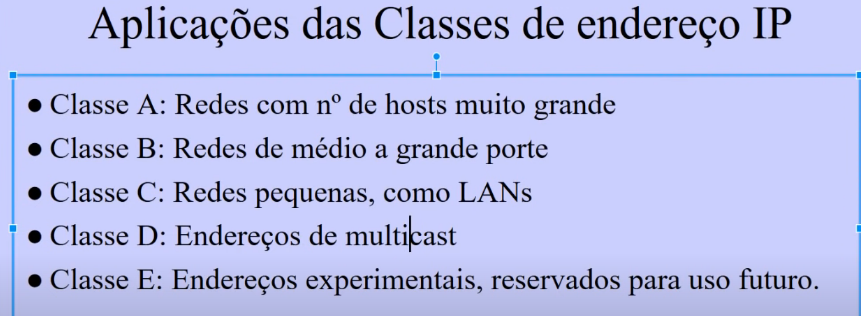 Aplicações das Classes de endereço IP
● Classe A: Redes com nº de hosts muito grande
● Classe B: Redes de médio a grande porte
● Classe C: Redes pequenas, como LANs
● Classe D: Endereços de multicast
● Classe E: Endereços experimentais, reservados para uso futuro.